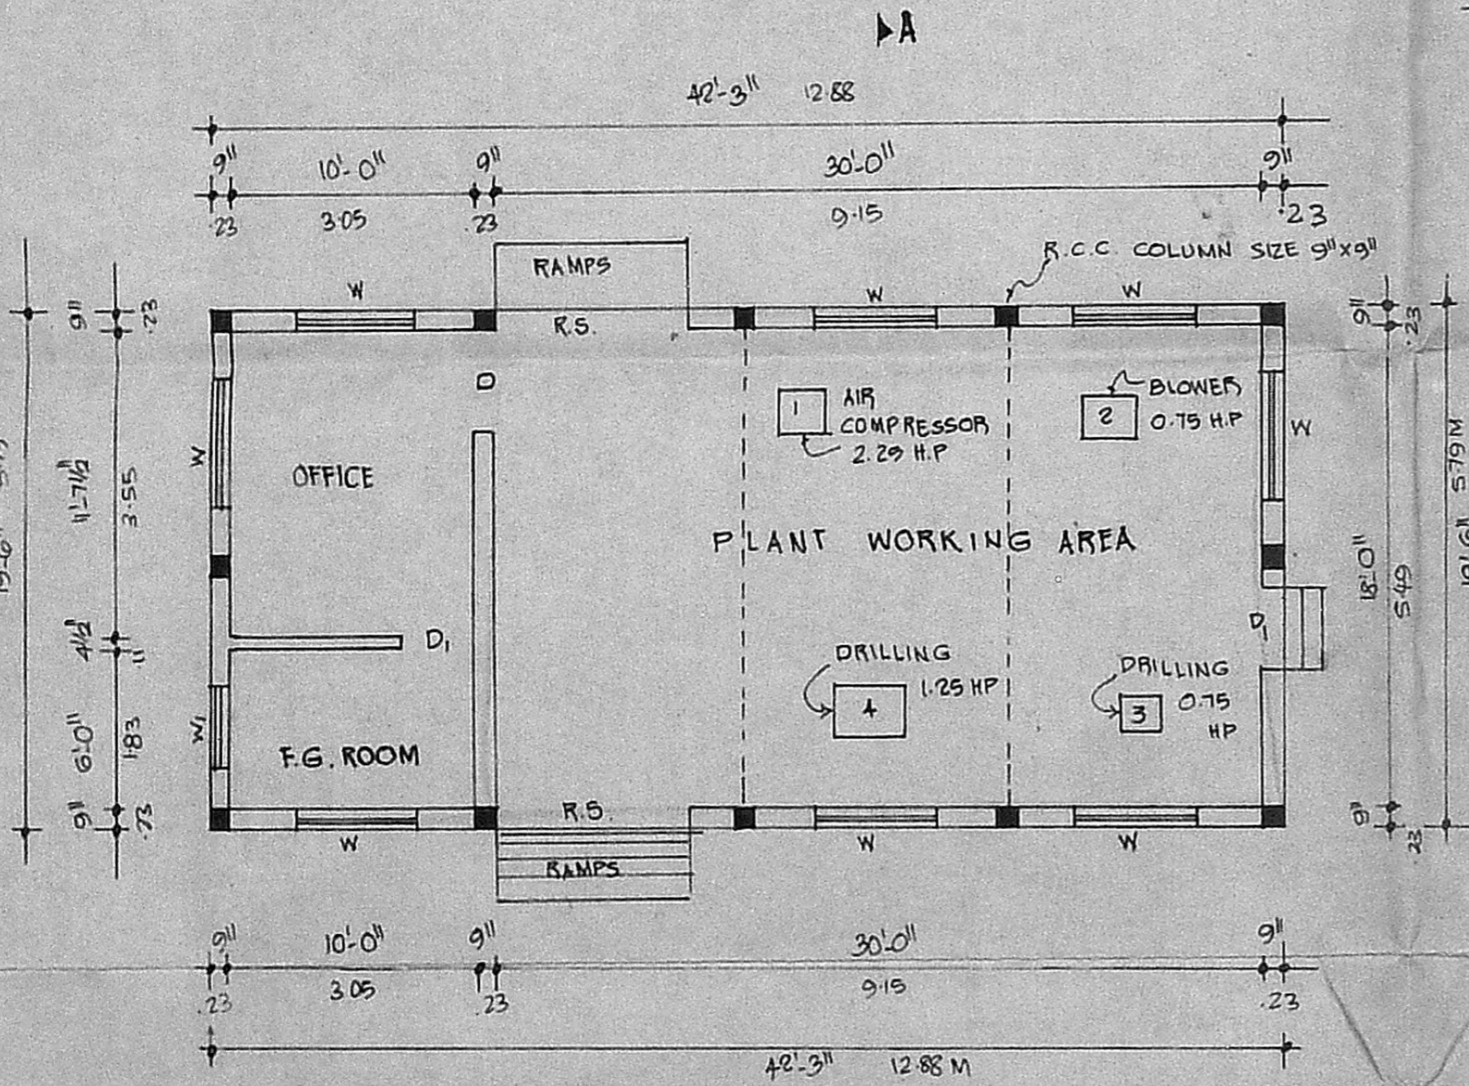 A
42'-3" 12.88
9" 10'-0" 9" 30'-0" 9"
.23 3.05 .23 9.15 .23
RAMPS
R.C.C. COLUMN SIZE 9"x9"
W W W
R.S.
9" .23
9" .23
D
1 AIR
COMPRESSOR
2.25 H.P
2 BLOWER
0.75 H.P
W
W
OFFICE
11'-7½" 3.55
5.79 M
PLANT WORKING AREA
18'-0" 5.49
4½"
D1
D1
DRILLING
4 1.25 HP
DRILLING
3 0.75
HP
W1
6'-0" 1.83
F.G. ROOM
9" .23
R.S.
9" .23
W W W
RAMPS
9" 10'-0" 9" 30'-0" 9"
.23 3.05 .23 9.15 .23
42'-3" 12.88 M